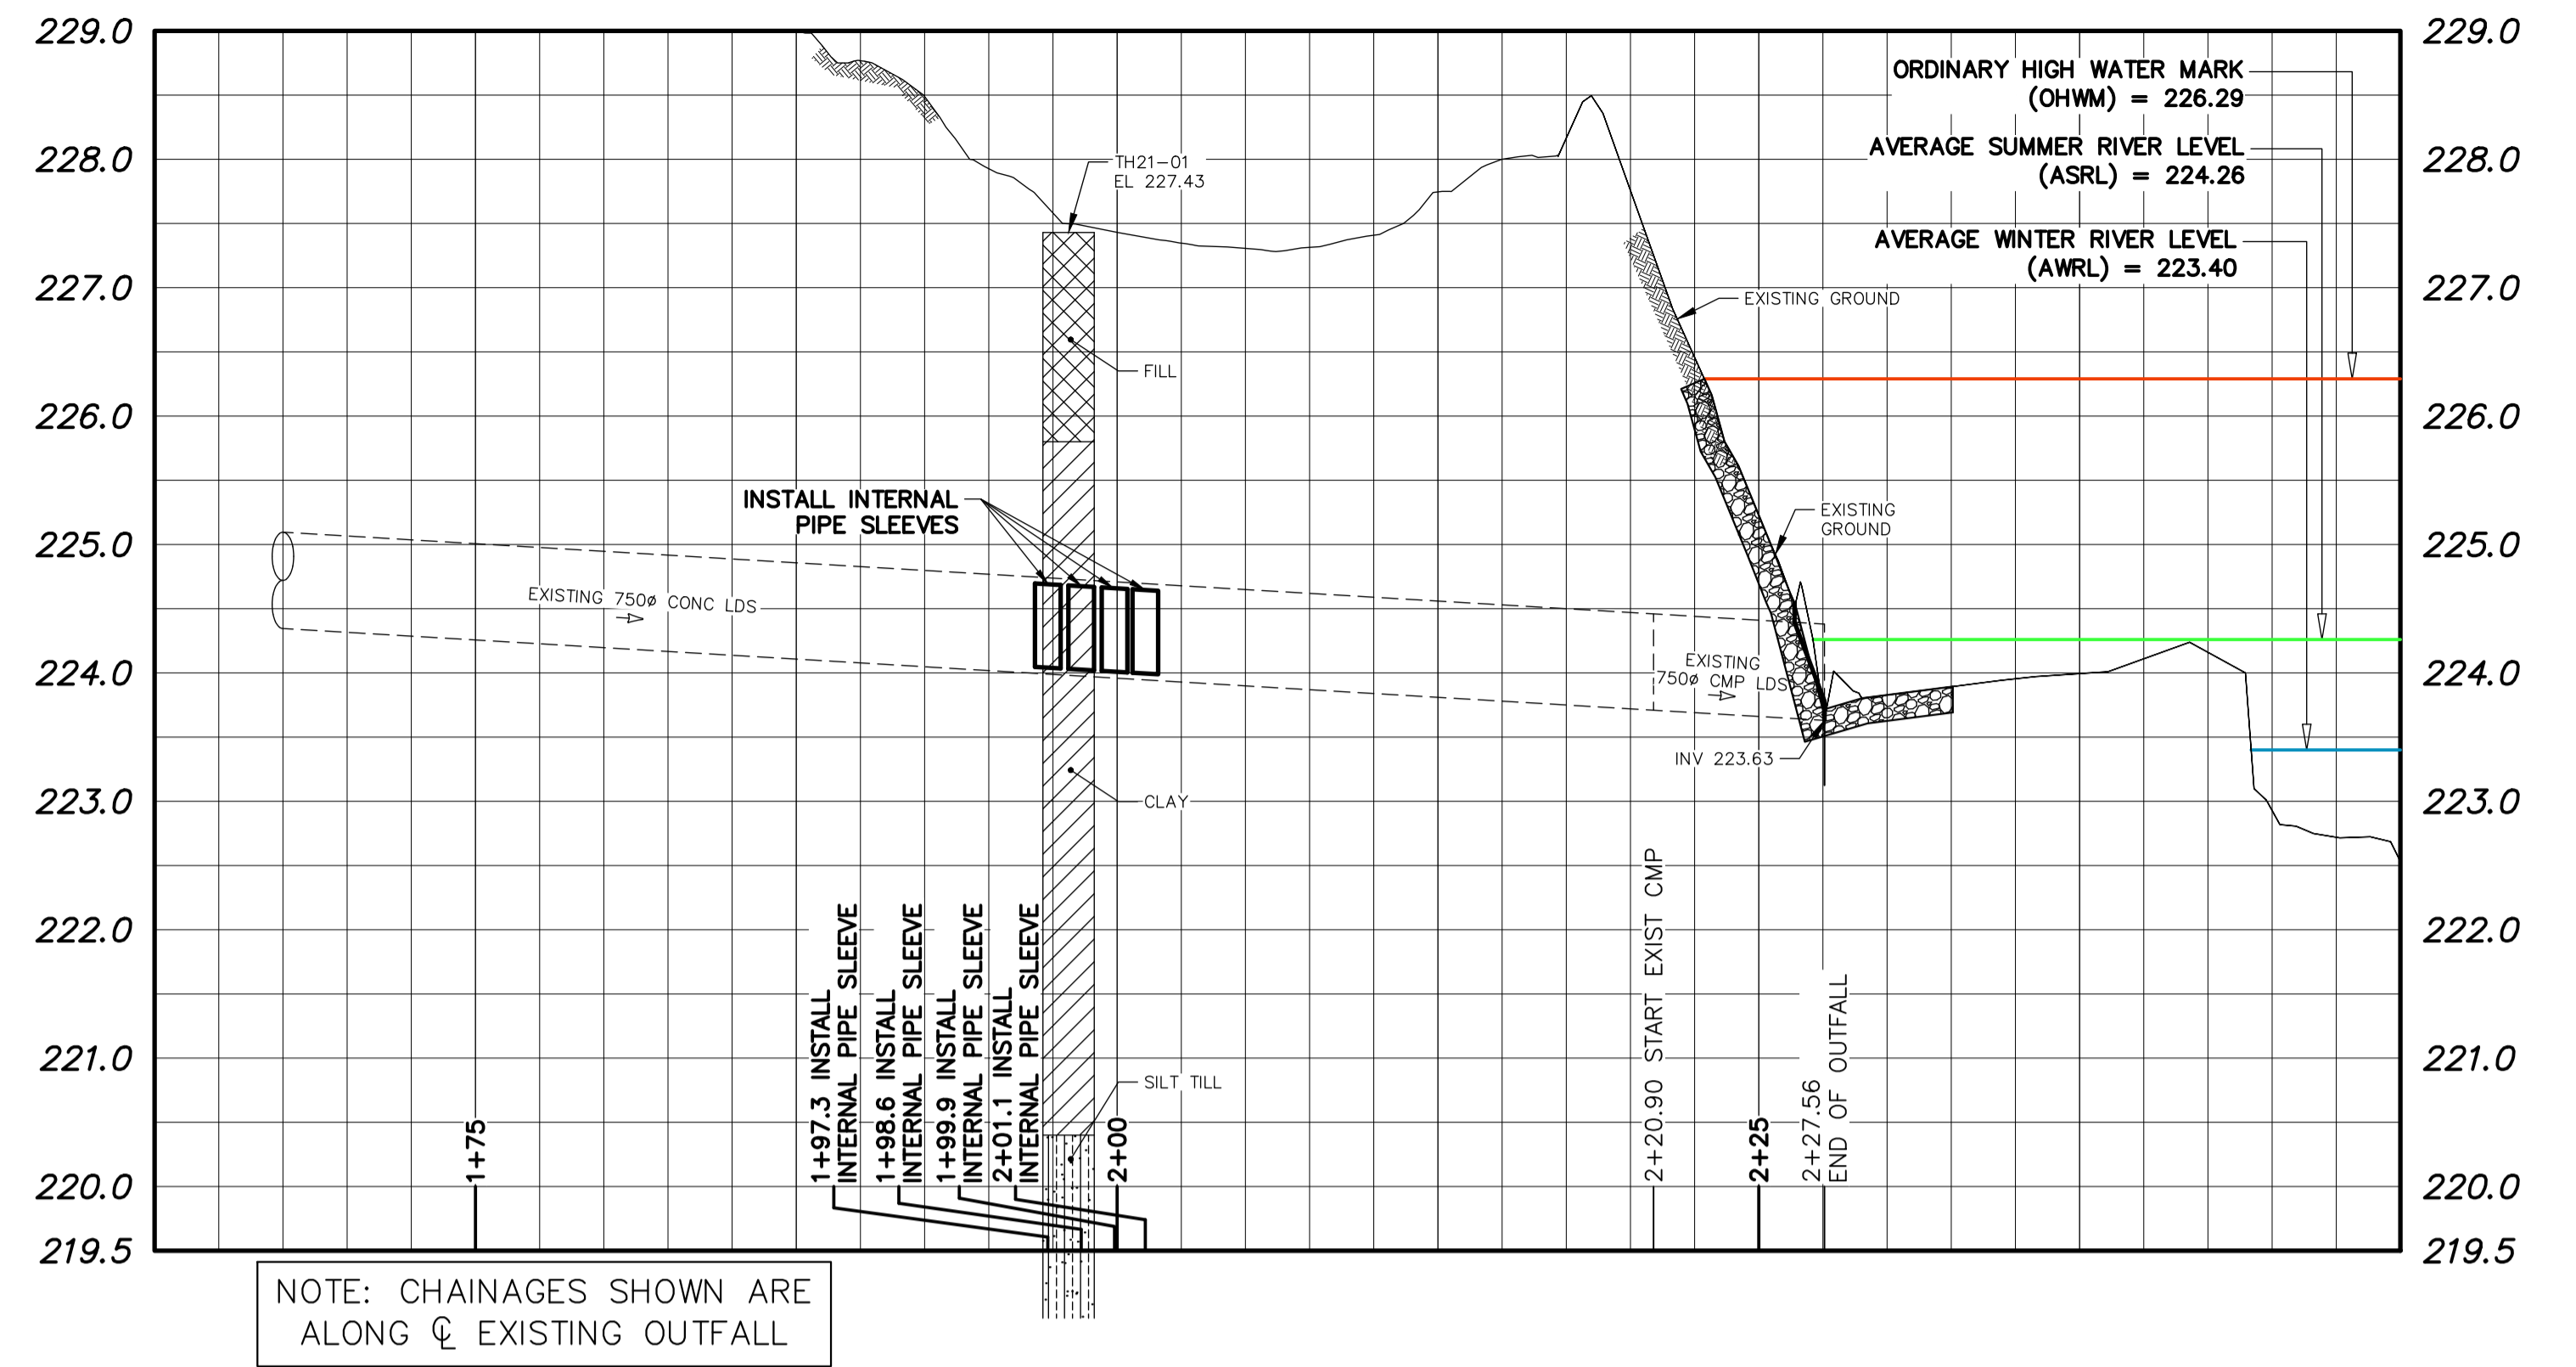 229.0
228.0
227.0
226.0
225.0
224.0
223.0
222.0
221.0
220.0
219.5
229.0
228.0
227.0
226.0
225.0
224.0
223.0
222.0
221.0
220.0
219.5
ORDINARY HIGH WATER MARK
(OHWM) = 226.29
AVERAGE SUMMER RIVER LEVEL
(ASRL) = 224.26
AVERAGE WINTER RIVER LEVEL
(AWRL) = 223.40
TH21-01
EL 227.43
EXISTING GROUND
FILL
INSTALL INTERNAL
PIPE SLEEVES
EXISTING
GROUND
EXISTING 750ø CONC LDS
EXISTING
750ø CMP LDS
INV 223.63
CLAY
SILT TILL
1+75
1+97.3 INSTALL
INTERNAL PIPE SLEEVE
1+98.6 INSTALL
INTERNAL PIPE SLEEVE
1+99.9 INSTALL
INTERNAL PIPE SLEEVE
2+01.1 INSTALL
INTERNAL PIPE SLEEVE
2+00
2+20.90 START EXIST CMP
2+25
2+27.56
END OF OUTFALL
NOTE: CHAINAGES SHOWN ARE
ALONG ℄ EXISTING OUTFALL